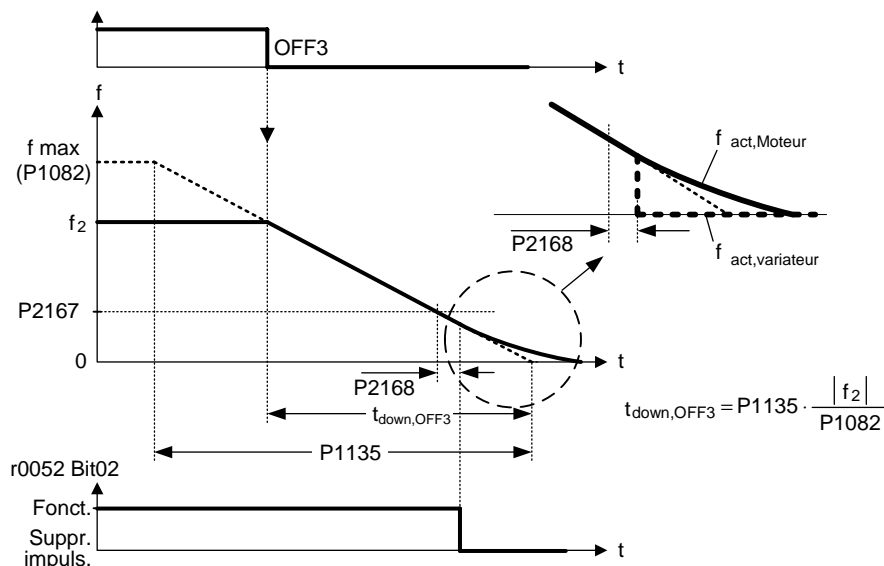 f
OFF3
t
f
f max
(P1082)
f act,Moteur
f2
P2168
f act,variateur
P2167
0
t
P2168
tdown,OFF3
tdown,OFF3 = P1135 · |f2| / P1082
P1135
r0052 Bit02
Fonct.
Suppr.
impuls.
t